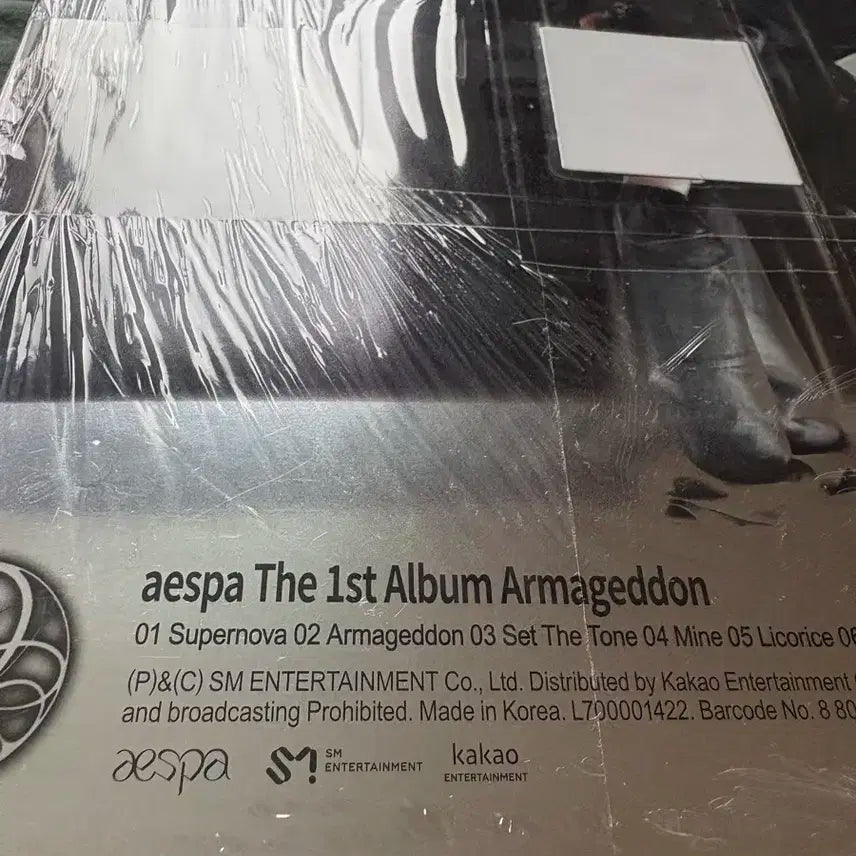 aespa The 1st Album Armageddon
01 Supernova 02 Armageddon 03 Set The Tone 04 Mine 05 Licorice 06
(P)&(C) SM ENTERTAINMENT Co., Ltd. Distributed by Kakao Entertainment
and broadcasting Prohibited. Made in Korea. L700001422. Barcode No. 8 80
aespa
SM
ENTERTAINMENT
kakao
ENTERTAINMENT